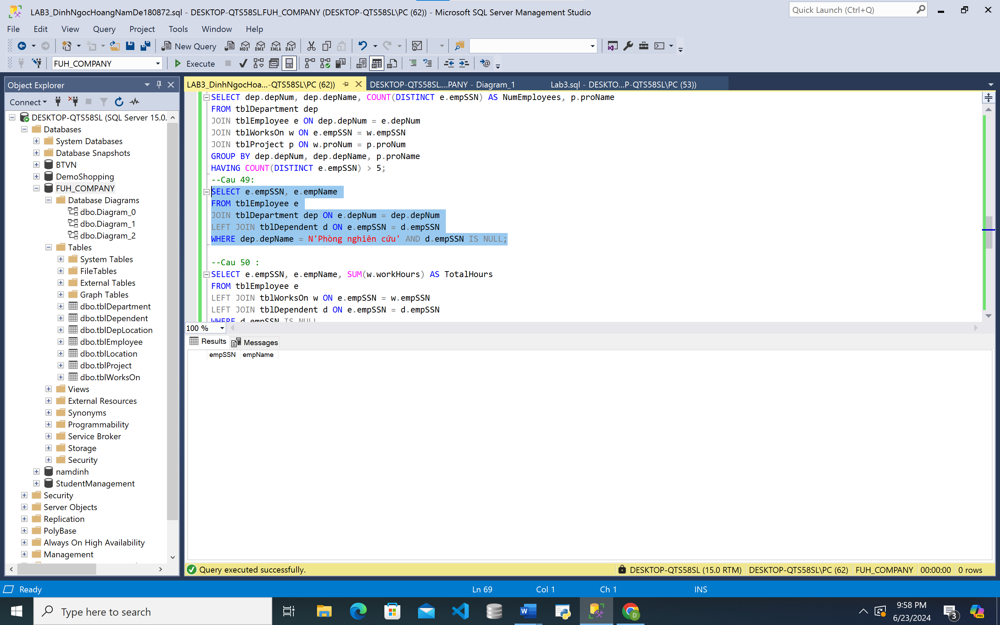 LAB3_DinhNgocHoangNamDe180872.sql - DESKTOP-QTS58SL.FUH_COMPANY (DESKTOP-QTS58SL\PC (62)) - Microsoft SQL Server Management Studio
Quick Launch (Ctrl+Q)
File Edit View Query Project Tools Window Help
New Query MDX DMX XMLA DAX
FUH_COMPANY Execute
Object Explorer
Connect
DESKTOP-QTS58SL (SQL Server 15.0.
Databases
System Databases
Database Snapshots
BTVN
DemoShopping
FUH_COMPANY
Database Diagrams
dbo.Diagram_0
dbo.Diagram_1
dbo.Diagram_2
Tables
System Tables
FileTables
External Tables
Graph Tables
dbo.tblDepartment
dbo.tblDependent
dbo.tblDepLocation
dbo.tblEmployee
dbo.tblLocation
dbo.tblProject
dbo.tblWorksOn
Views
External Resources
Synonyms
Programmability
Service Broker
Storage
Security
namdinh
StudentManagement
Security
Server Objects
Replication
PolyBase
Always On High Availability
Management
LAB3_DinhNgocHoa...-QTS58SL\PC (62)) DESKTOP-QTS58SL....PANY - Diagram_1 Lab3.sql - DESKTO...P-QTS58SL\PC (53))
SELECT dep.depNum, dep.depName, COUNT(DISTINCT e.empSSN) AS NumEmployees, p.proName
FROM tblDepartment dep
JOIN tblEmployee e ON dep.depNum = e.depNum
JOIN tblWorksOn w ON e.empSSN = w.empSSN
JOIN tblProject p ON w.proNum = p.proNum
GROUP BY dep.depNum, dep.depName, p.proName
HAVING COUNT(DISTINCT e.empSSN) > 5;
--Cau 49:
SELECT e.empSSN, e.empName
FROM tblEmployee e
JOIN tblDepartment dep ON e.depNum = dep.depNum
LEFT JOIN tblDependent d ON e.empSSN = d.empSSN
WHERE dep.depName = N'Phòng nghiên cứu' AND d.empSSN IS NULL;
--Cau 50 :
SELECT e.empSSN, e.empName, SUM(w.workHours) AS TotalHours
FROM tblEmployee e
LEFT JOIN tblWorksOn w ON e.empSSN = w.empSSN
LEFT JOIN tblDependent d ON e.empSSN = d.empSSN
WHERE d.empSSN IS NULL
100 %
Results Messages
empSSN empName
Query executed successfully. DESKTOP-QTS58SL (15.0 RTM) DESKTOP-QTS58SL\PC (62) FUH_COMPANY 00:00:00 0 rows
Ready Ln 69 Col 1 Ch 1 INS
Type here to search
9:58 PM
6/23/2024
3
PRE